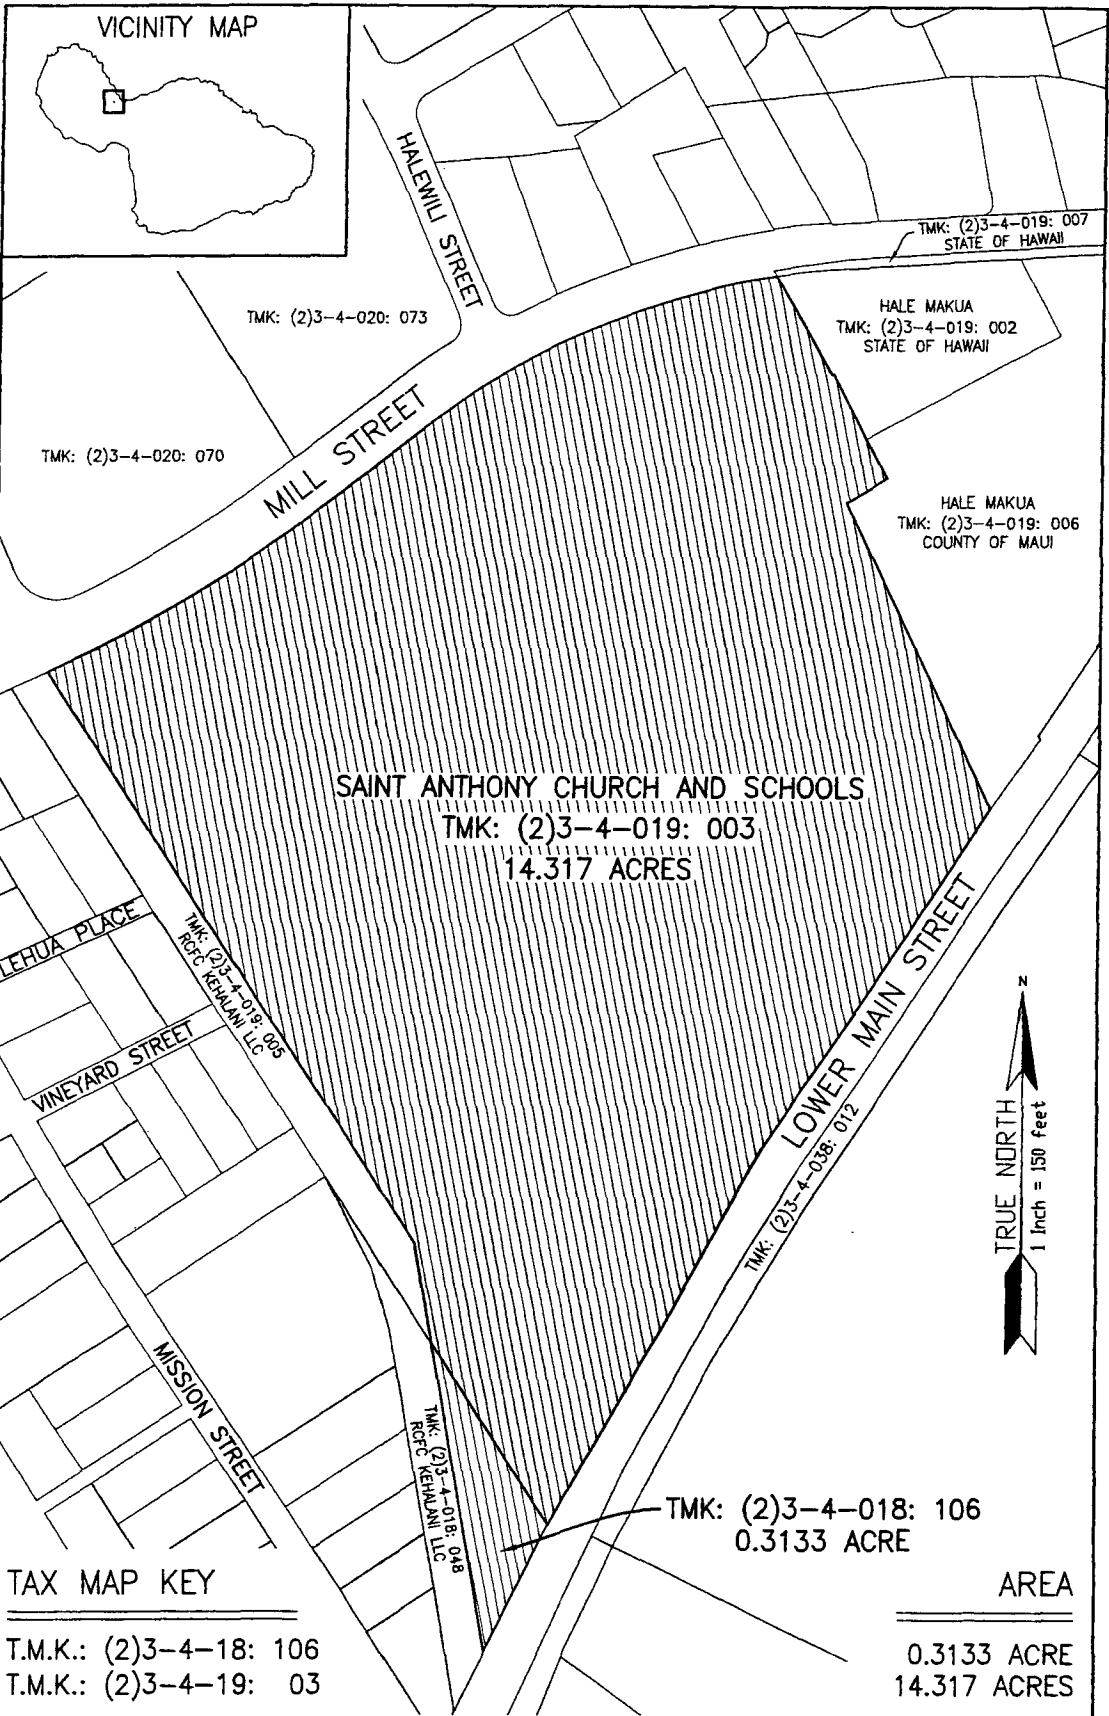 VICINITY MAP
HALEWILI STREET
TMK: (2)3-4-019: 007
STATE OF HAWAII
TMK: (2)3-4-020: 073
HALE MAKUA
TMK: (2)3-4-019: 002
STATE OF HAWAII
MILL STREET
TMK: (2)3-4-020: 070
HALE MAKUA
TMK: (2)3-4-019: 006
COUNTY OF MAUI
SAINT ANTHONY CHURCH AND SCHOOLS
TMK: (2)3-4-019: 003
14.317 ACRES
LEHUA PLACE
TMK: (2)3-4-019: 005
RCFC KEHALANI LLC
VINEYARD STREET
LOWER MAIN STREET
TMK: (2)3-4-038: 012
N
TRUE NORTH
1 Inch = 150 feet
MISSION STREET
TMK: (2)3-4-018: 048
RCFC KEHALANI LLC
TMK: (2)3-4-018: 106
0.3133 ACRE
TAX MAP KEY
T.M.K.: (2)3-4-18: 106
T.M.K.: (2)3-4-19: 03
AREA
0.3133 ACRE
14.317 ACRES